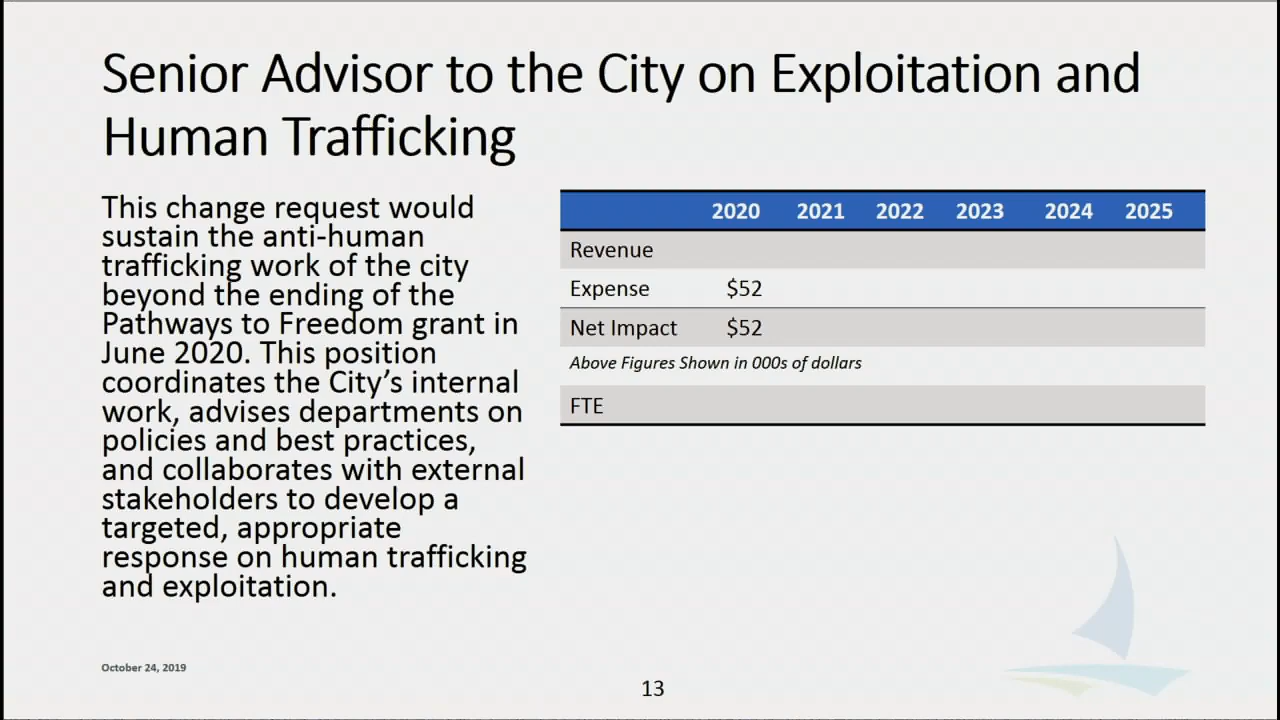 Senior Advisor to the City on Exploitation and
Human Trafficking
This change request would
sustain the anti-human
trafficking work of the city
beyond the ending of the
Pathways to Freedom grant in
June 2020. This position
coordinates the City’s internal
work, advises departments on
policies and best practices,
and collaborates with external
stakeholders to develop a
targeted, appropriate
response on human trafficking
and exploitation.
2020 2021 2022 2023 2024 2025
Revenue
Expense $52
Net Impact $52
Above Figures Shown in 000s of dollars
FTE
October 24, 2019
13